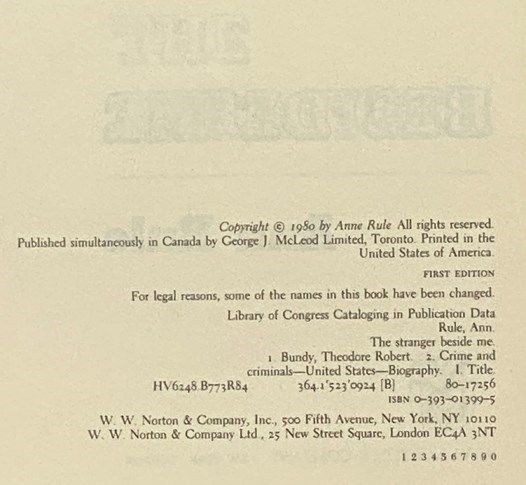 Copyright © 1980 by Anne Rule All rights reserved.
Published simultaneously in Canada by George J. McLeod Limited, Toronto. Printed in the
United States of America.
FIRST EDITION
For legal reasons, some of the names in this book have been changed.
Library of Congress Cataloging in Publication Data
Rule, Ann.
The stranger beside me.
1. Bundy, Theodore Robert. 2. Crime and
criminals—United States—Biography. I. Title.
HV6248.B773R84 364.1'523'0924 [B] 80-17256
ISBN 0-393-01399-5
W. W. Norton & Company, Inc., 500 Fifth Avenue, New York, NY 10110
W. W. Norton & Company Ltd., 25 New Street Square, London EC4A 3NT
1 2 3 4 5 6 7 8 9 0